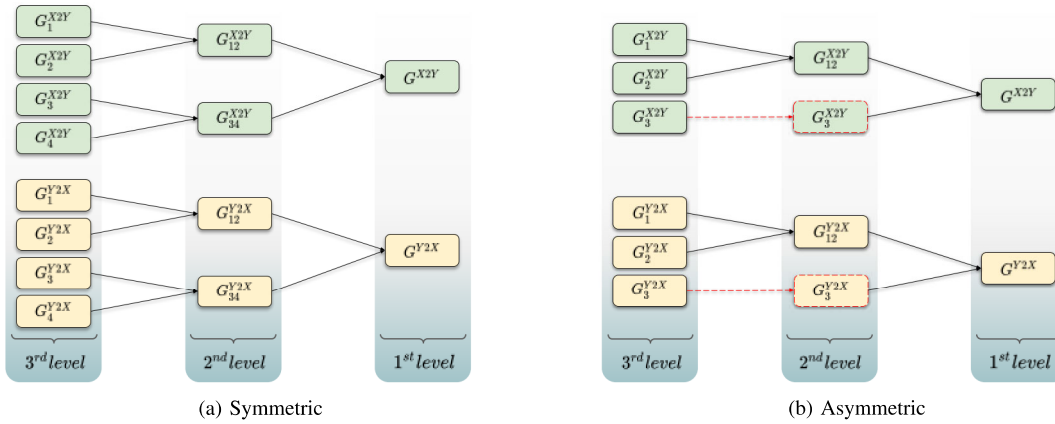 G_1^{X2Y}
G_2^{X2Y}
G_3^{X2Y}
G_4^{X2Y}
G_{12}^{X2Y}
G_{34}^{X2Y}
G^{X2Y}
G_1^{Y2X}
G_2^{Y2X}
G_3^{Y2X}
G_4^{Y2X}
G_{12}^{Y2X}
G_{34}^{Y2X}
G^{Y2X}
3^{rd} level
2^{nd} level
1^{st} level
(a) Symmetric
G_1^{X2Y}
G_2^{X2Y}
G_3^{X2Y}
G_{12}^{X2Y}
G_3^{X2Y}
G^{X2Y}
G_1^{Y2X}
G_2^{Y2X}
G_3^{Y2X}
G_{12}^{Y2X}
G_3^{Y2X}
G^{Y2X}
3^{rd} level
2^{nd} level
1^{st} level
(b) Asymmetric